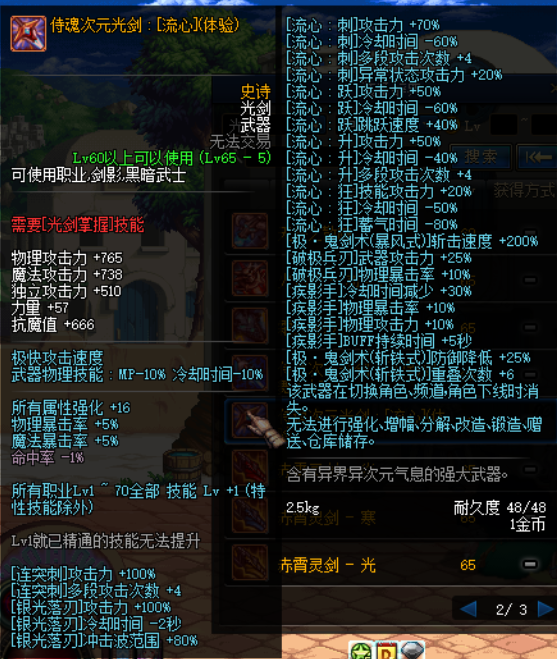 侍魂次元光剑：[流心](体验)
史诗
光剑
武器
无法交易
Lv60以上可以使用 (Lv65 - 5)
可使用职业,剑影,黑暗武士
需要[光剑掌握]技能
物理攻击力 +765
魔法攻击力 +738
独立攻击力 +510
力量 +57
抗魔值 +666
极快攻击速度
武器物理技能：MP-10% 冷却时间-10%
所有属性强化 +16
物理暴击率 +5%
魔法暴击率 +5%
命中率 -1%
所有职业Lv1 ~ 70全部 技能 Lv +1 (特
性技能除外)
Lv1就已精通的技能无法提升
[连突刺]攻击力 +100%
[连突刺]多段攻击次数 +4
[银光落刃]攻击力 +100%
[银光落刃]冷却时间 -2秒
[银光落刃]冲击波范围 +80%
[流心：刺]攻击力 +70%
[流心：刺]冷却时间 -60%
[流心：刺]多段攻击次数 +4
[流心：刺]异常状态攻击力 +20%
[流心：跃]攻击力 +50%
[流心：跃]冷却时间 -60%
[流心：跃]跳跃速度 +40%
[流心：升]攻击力 +50%
[流心：升]冷却时间 -40%
[流心：升]多段攻击次数 +4
[流心：狂]技能攻击力 +20%
[流心：狂]冷却时间 -50%
[流心：狂]蓄气时间 -80%
[极·鬼剑术(暴风式)]斩击速度 +200%
[破极兵刃]武器攻击力 +25%
[破极兵刃]物理暴击率 +10%
[疾影手]冷却时间减少 +30%
[疾影手]物理暴击率 +10%
[疾影手]物理攻击力 +10%
[疾影手]BUFF持续时间 +5秒
[极·鬼剑术(斩铁式)]防御降低 +25%
[极·鬼剑术(斩铁式)]重叠次数 +6
该武器在切换角色,频道,角色下线时消
失。
无法进行强化、增幅、分解、改造、锻造、赠
送、仓库储存。
含有异界异次元气息的强大武器。
2.5kg
耐久度 48/48
1金币
Lv
搜索
获得方式
赤霄灵剑 - 寒
赤霄灵剑 - 光
65
2/ 3